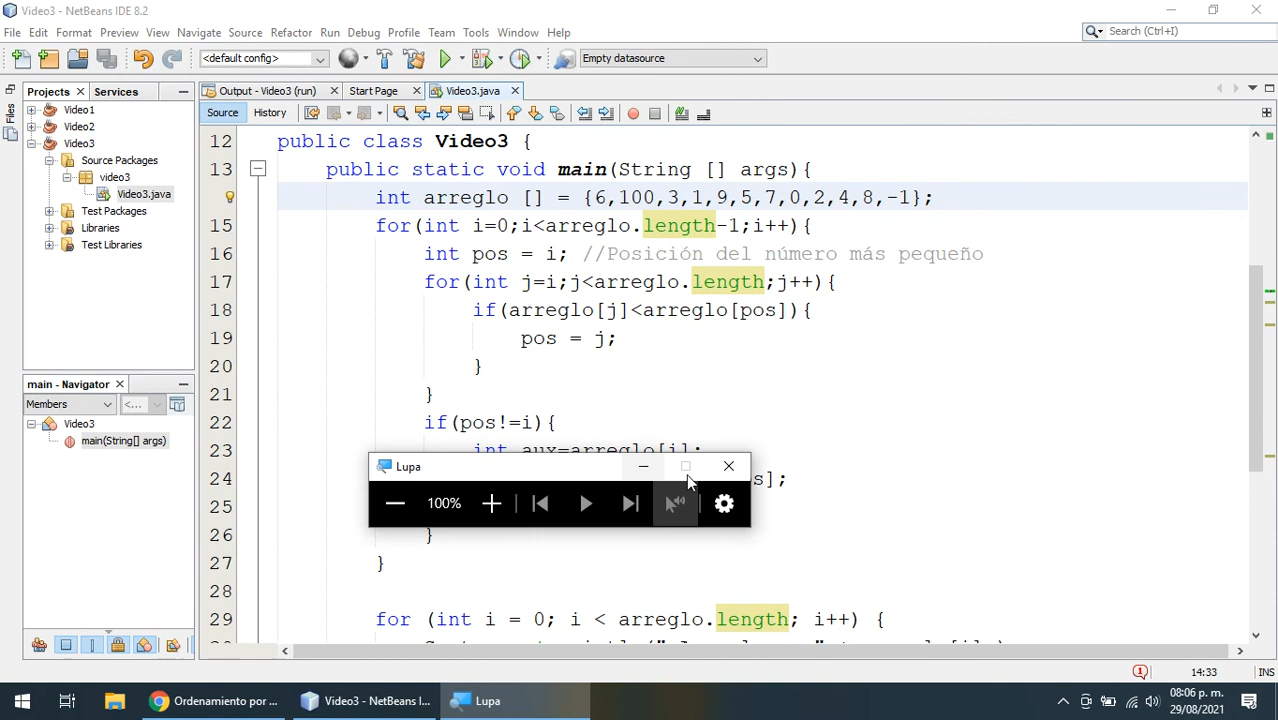 Video3 - NetBeans IDE 8.2
File Edit Format Preview View Navigate Source Refactor Run Debug Profile Team Tools Window Help
Search (Ctrl+I)
<default config>
Empty datasource
Files
Projects
Services
Video1
Video2
Video3
Source Packages
video3
Video3.java
Test Packages
Libraries
Test Libraries
main - Navigator
Members
<...
Video3
main(String[] args)
Output - Video3 (run)
Start Page
Video3.java
Source
History
12 public class Video3 {
13 public static void main(String [] args){
int arreglo [] = {6,100,3,1,9,5,7,0,2,4,8,-1};
15 for(int i=0;i<arreglo.length-1;i++){
16 int pos = i; //Posición del número más pequeño
17 for(int j=i;j<arreglo.length;j++){
18 if(arreglo[j]<arreglo[pos]){
19 pos = j;
20 }
21 }
22 if(pos!=i){
23 int aux=arreglo[i];
24 s];
25
26 }
27 }
28
29 for (int i = 0; i < arreglo.length; i++) {
Lupa
100%
14:33
INS
Ordenamiento por ...
Video3 - NetBeans I...
Lupa
08:06 p. m.
29/08/2021